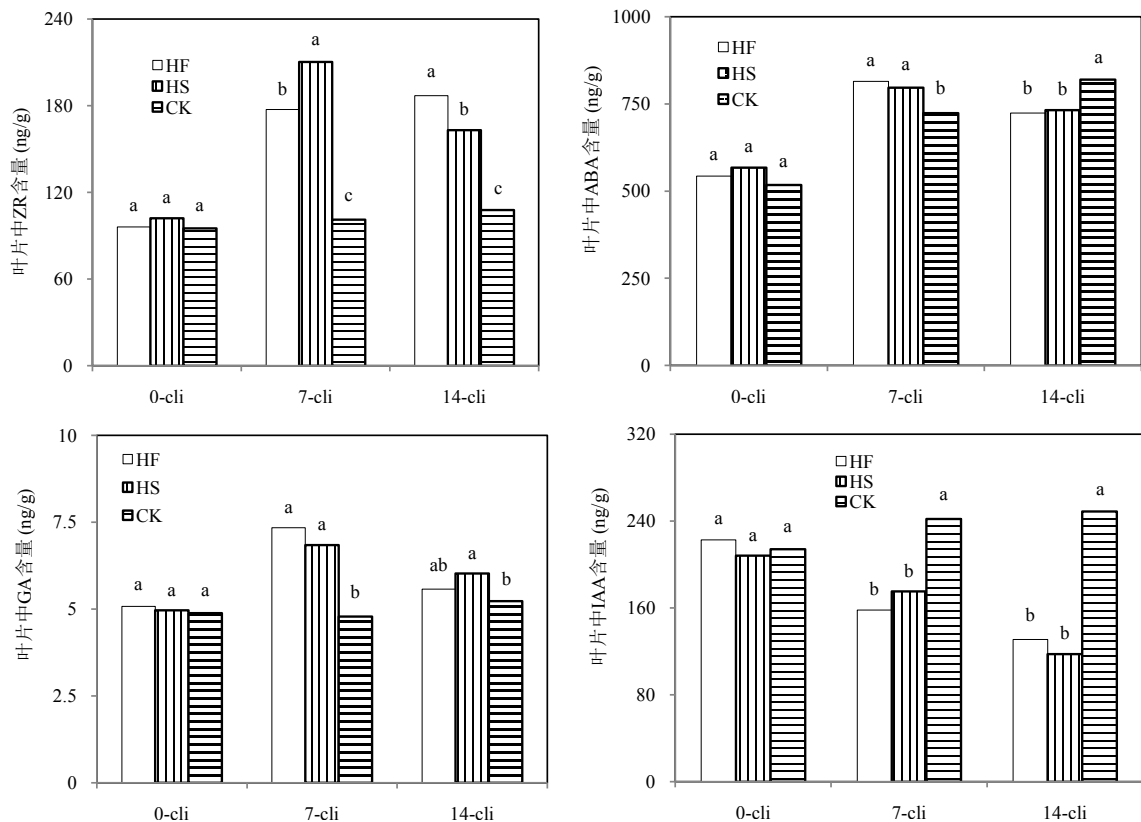 叶片中ZR含量 (ng/g)
240
180
120
60
0
HF
HS
CK
a a a
b a c
a b c
0-cli 7-cli 14-cli
叶片中ABA含量 (ng/g)
1000
750
500
250
0
HF
HS
CK
a a a
a a b
b b a
0-cli 7-cli 14-cli
叶片中GA含量 (ng/g)
10
7.5
5
2.5
0
HF
HS
CK
a a a
a a b
ab a b
0-cli 7-cli 14-cli
叶片中IAA含量 (ng/g)
320
240
160
80
0
HF
HS
CK
a a a
b b a
b b a
0-cli 7-cli 14-cli